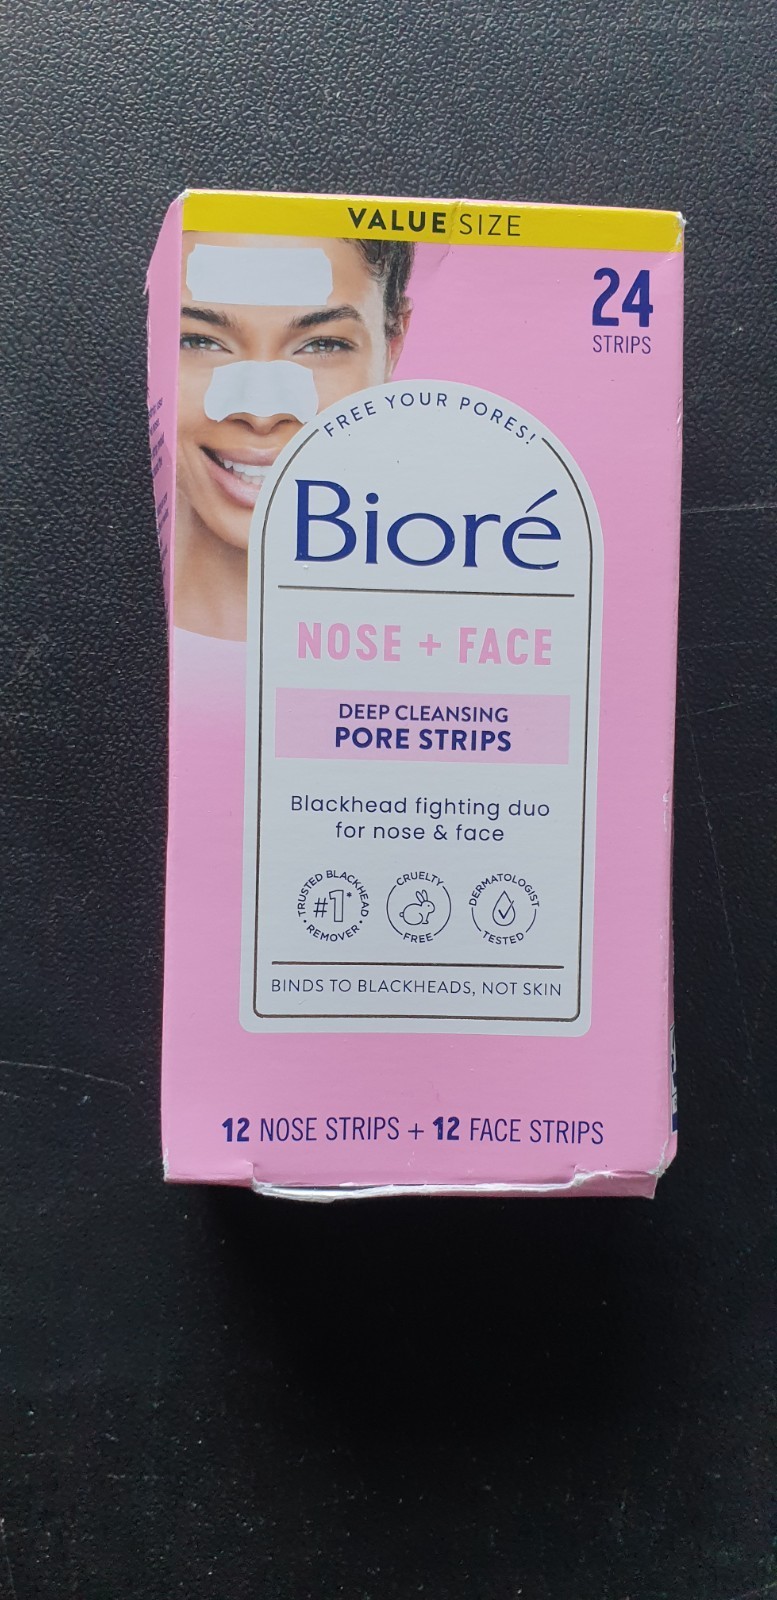 VALUE SIZE
24
STRIPS
FREE YOUR PORES!
Bioré
NOSE + FACE
DEEP CLEANSING
PORE STRIPS
Blackhead fighting duo
for nose & face
TRUSTED BLACKHEAD
#1*
REMOVER
CRUELTY
FREE
DERMATOLOGIST
TESTED
BINDS TO BLACKHEADS, NOT SKIN
12 NOSE STRIPS + 12 FACE STRIPS